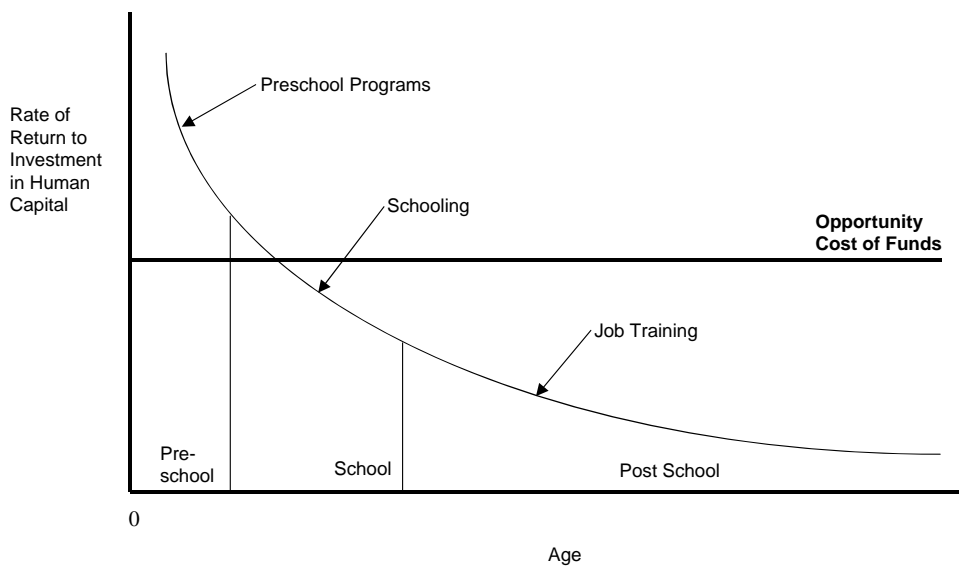 Preschool Programs
Rate of
Return to
Investment
in Human
Capital
Schooling
Opportunity
Cost of Funds
Job Training
Pre-
school
School
Post School
0
Age